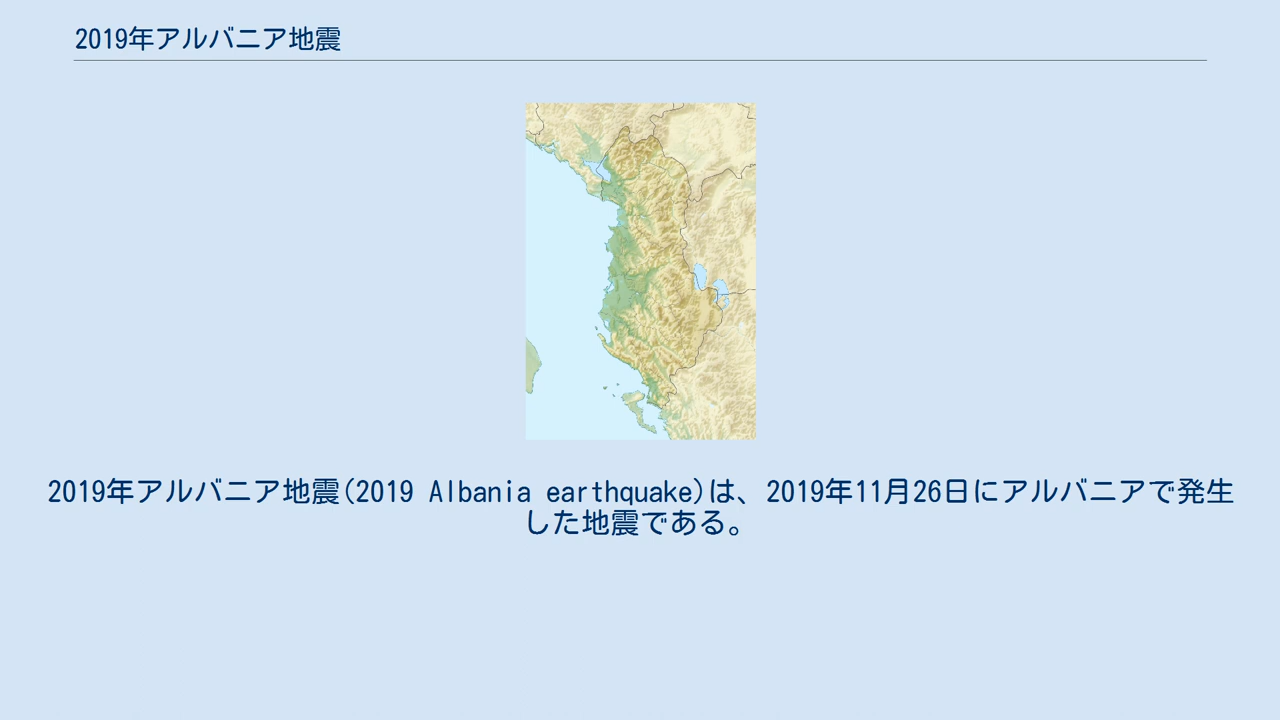 2019年アルバニア地震
2019年アルバニア地震(2019 Albania earthquake)は、2019年11月26日にアルバニアで発生
した地震である。